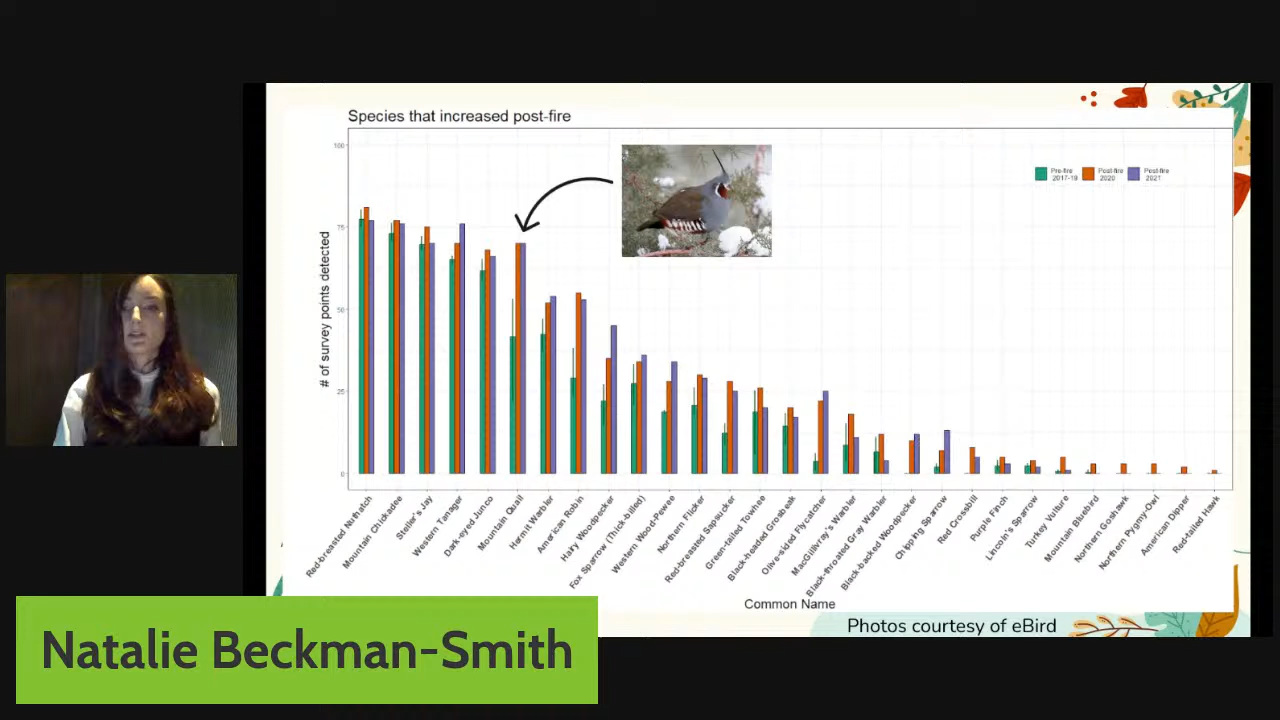 Species that increased post-fire
100
75
50
25
0
# of survey points detected
Pre-fire
2017-19
Post-fire
2020
Post-fire
2021
Red-breasted Nuthatch
Mountain Chickadee
Steller's Jay
Western Tanager
Dark-eyed Junco
Mountain Quail
Hermit Warbler
American Robin
Hairy Woodpecker
Fox Sparrow (Thick-billed)
Western Wood-Pewee
Northern Flicker
Red-breasted Sapsucker
Green-tailed Towhee
Black-headed Grosbeak
Olive-sided Flycatcher
MacGillivray's Warbler
Black-throated Gray Warbler
Black-backed Woodpecker
Chipping Sparrow
Red Crossbill
Purple Finch
Lincoln's Sparrow
Turkey Vulture
Mountain Bluebird
Northern Goshawk
Northern Pygmy-Owl
American Dipper
Red-tailed Hawk
Common Name
Photos courtesy of eBird
Natalie Beckman-Smith